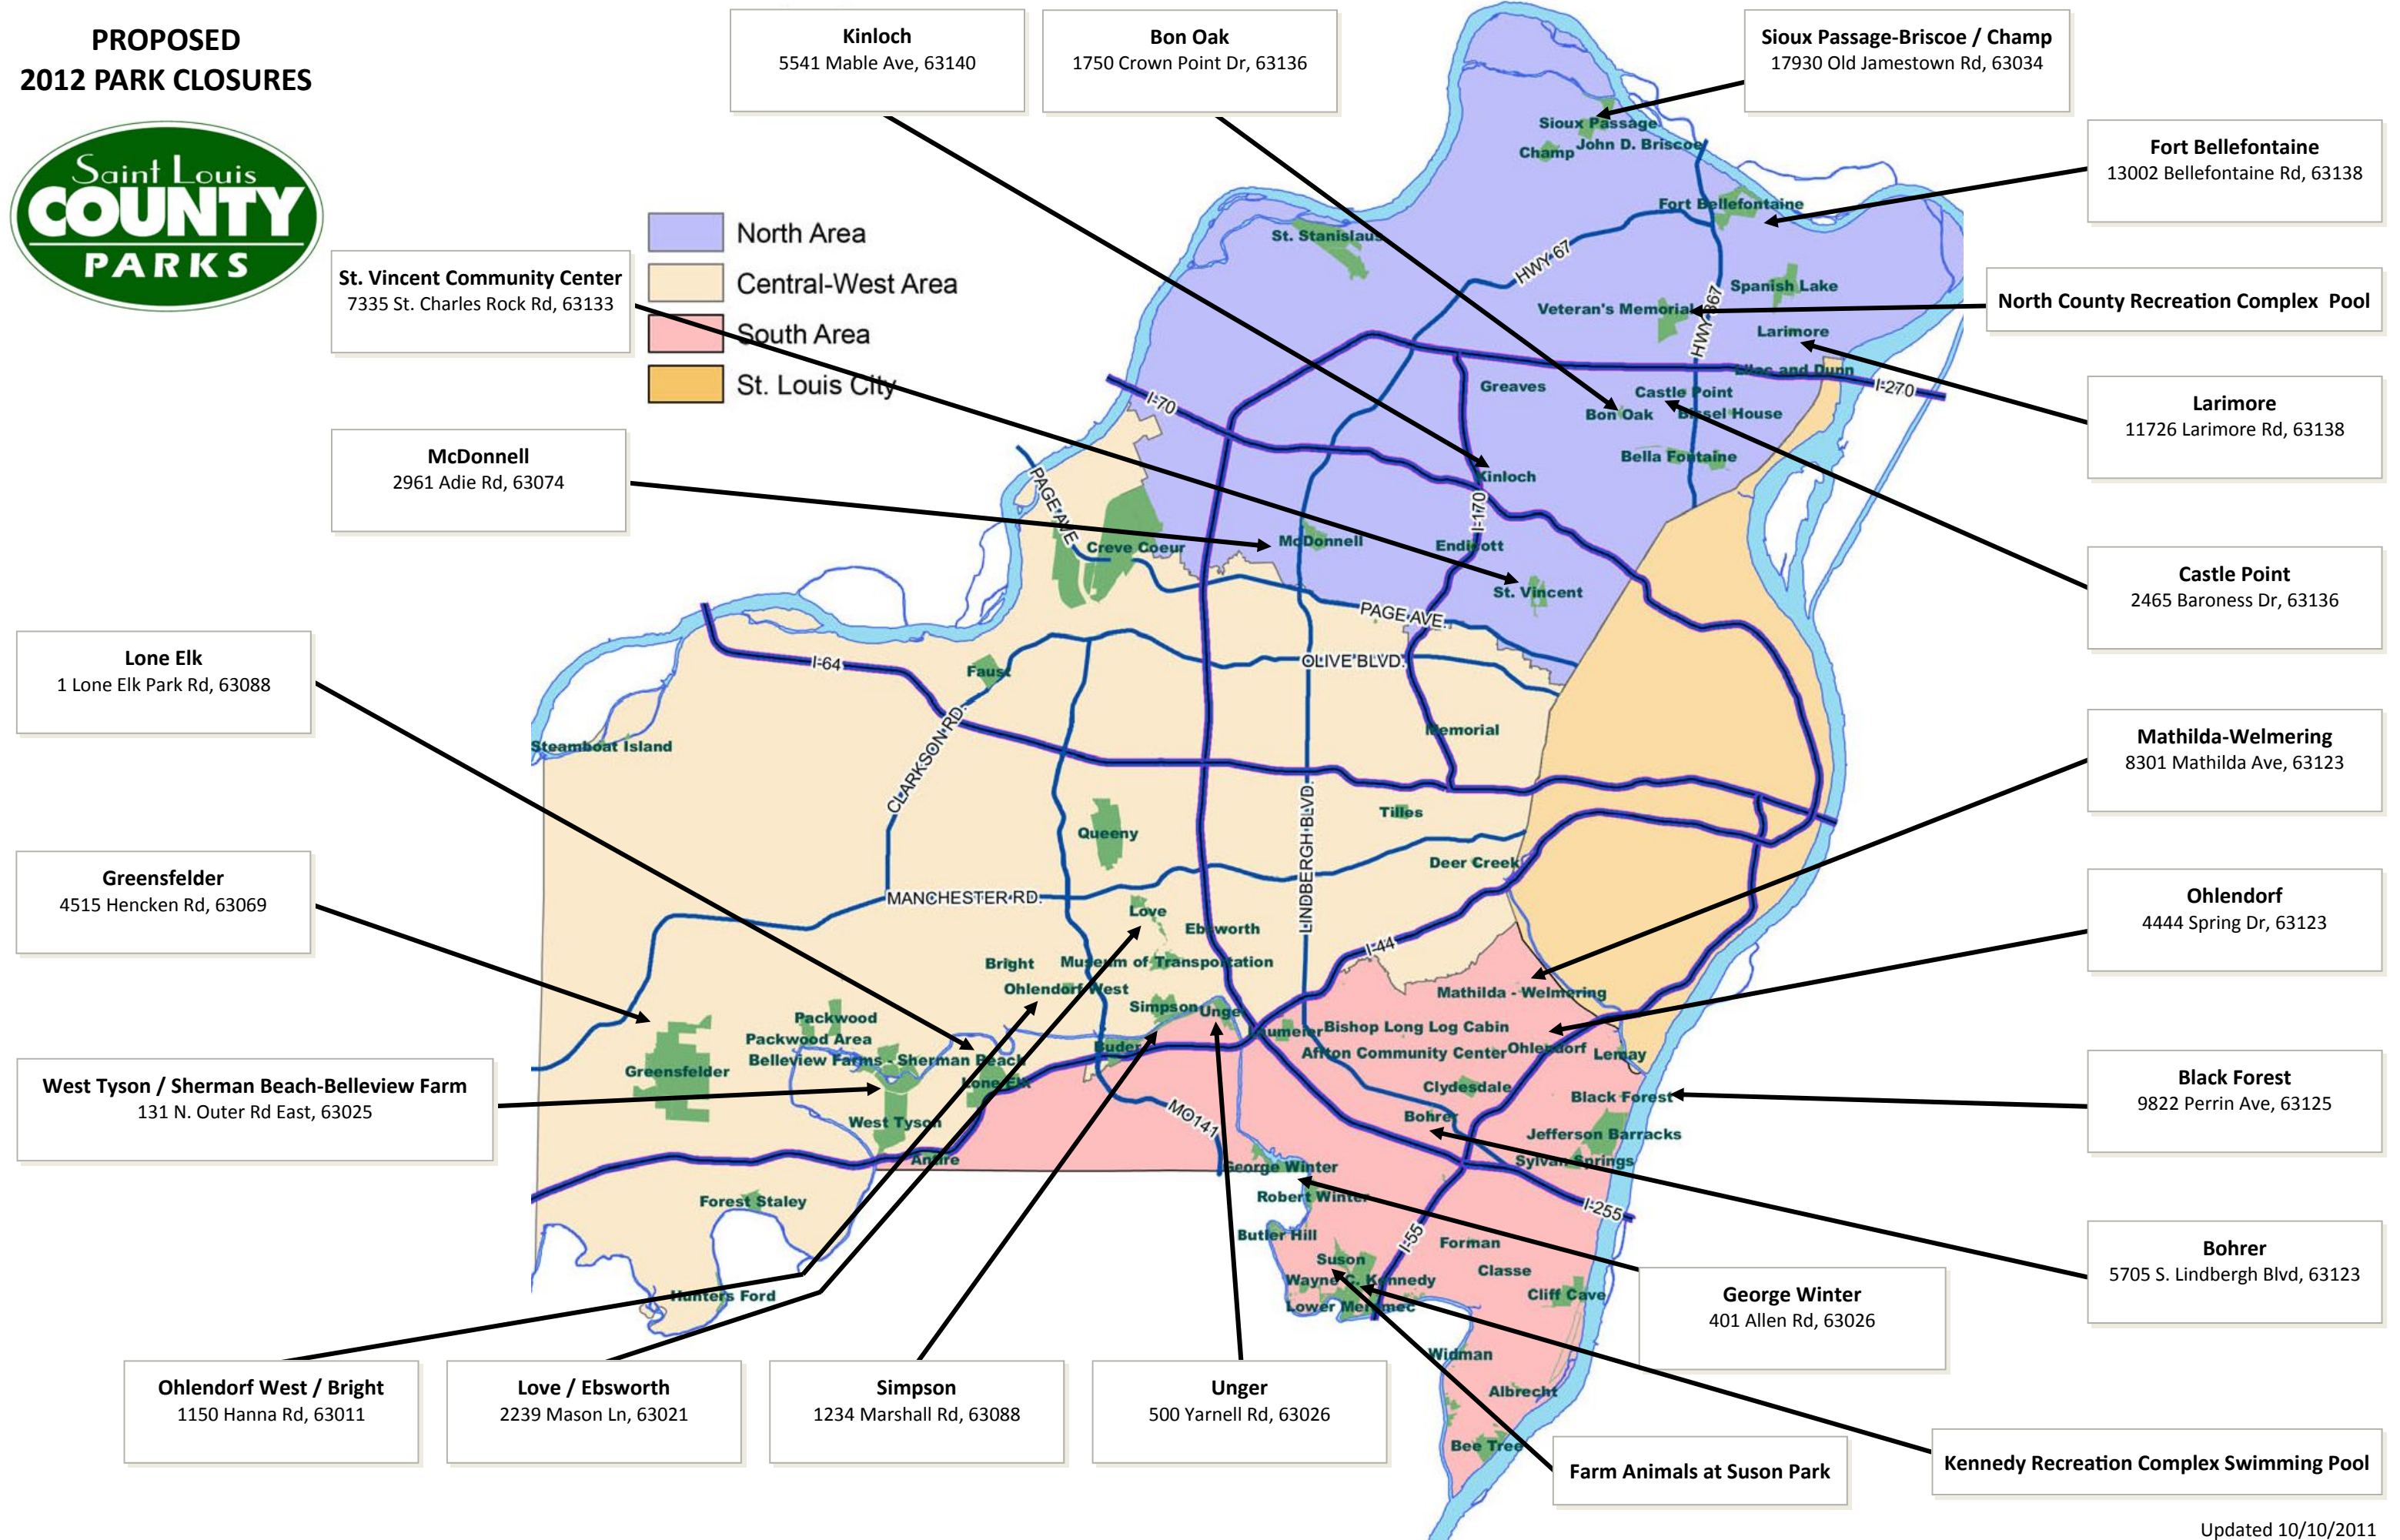 PROPOSED
2012 PARK CLOSURES
Saint Louis
COUNTY
PARKS
Kinloch
5541 Mable Ave, 63140
Bon Oak
1750 Crown Point Dr, 63136
Sioux Passage-Briscoe / Champ
17930 Old Jamestown Rd, 63034
Fort Bellefontaine
13002 Bellefontaine Rd, 63138
North County Recreation Complex Pool
Larimore
11726 Larimore Rd, 63138
Castle Point
2465 Baroness Dr, 63136
Mathilda-Welmering
8301 Mathilda Ave, 63123
Ohlendorf
4444 Spring Dr, 63123
Black Forest
9822 Perrin Ave, 63125
Bohrer
5705 S. Lindbergh Blvd, 63123
George Winter
401 Allen Rd, 63026
Kennedy Recreation Complex Swimming Pool
Farm Animals at Suson Park
Unger
500 Yarnell Rd, 63026
Simpson
1234 Marshall Rd, 63088
Love / Ebsworth
2239 Mason Ln, 63021
Ohlendorf West / Bright
1150 Hanna Rd, 63011
West Tyson / Sherman Beach-Belleview Farm
131 N. Outer Rd East, 63025
Greensfelder
4515 Hencken Rd, 63069
Lone Elk
1 Lone Elk Park Rd, 63088
McDonnell
2961 Adie Rd, 63074
St. Vincent Community Center
7335 St. Charles Rock Rd, 63133
North Area
Central-West Area
South Area
St. Louis City
Sioux Passage
John D. Briscoe
Champ
Fort Bellefontaine
St. Stanislaus
HWY 67
Spanish Lake
Veteran's Memorial
HWY 367
Larimore
Lilac and Dunn
I-270
Greaves
Castle Point
Bon Oak
Bissel House
I-70
Bella Fontaine
Kinloch
I-170
PAGE AVE
Creve Coeur
McDonnell
Endicott
St. Vincent
PAGE AVE.
OLIVE BLVD.
I-64
Faust
CLARKSON RD.
Steamboat Island
Memorial
Queeny
Tilles
LINDBERGH BLVD.
Deer Creek
MANCHESTER RD.
Love
Ebsworth
I-44
Bright
Museum of Transportation
Ohlendorf West
Mathilda - Welmering
Simpson
Unger
Packwood
Packwood Area
Laumeier
Bishop Long Log Cabin
Buder
Affton Community Center
Ohlendorf
Lemay
Belleview Farms - Sherman Beach
Greensfelder
Lone Elk
Clydesdale
Black Forest
West Tyson
MO141
Bohrer
Jefferson Barracks
Antire
Sylvan Springs
George Winter
Forest Staley
Robert Winter
I-255
Butler Hill
I-55
Forman
Suson
Classe
Wayne C. Kennedy
Hunters Ford
Cliff Cave
Lower Meramec
Widman
Albrecht
Bee Tree
Updated 10/10/2011